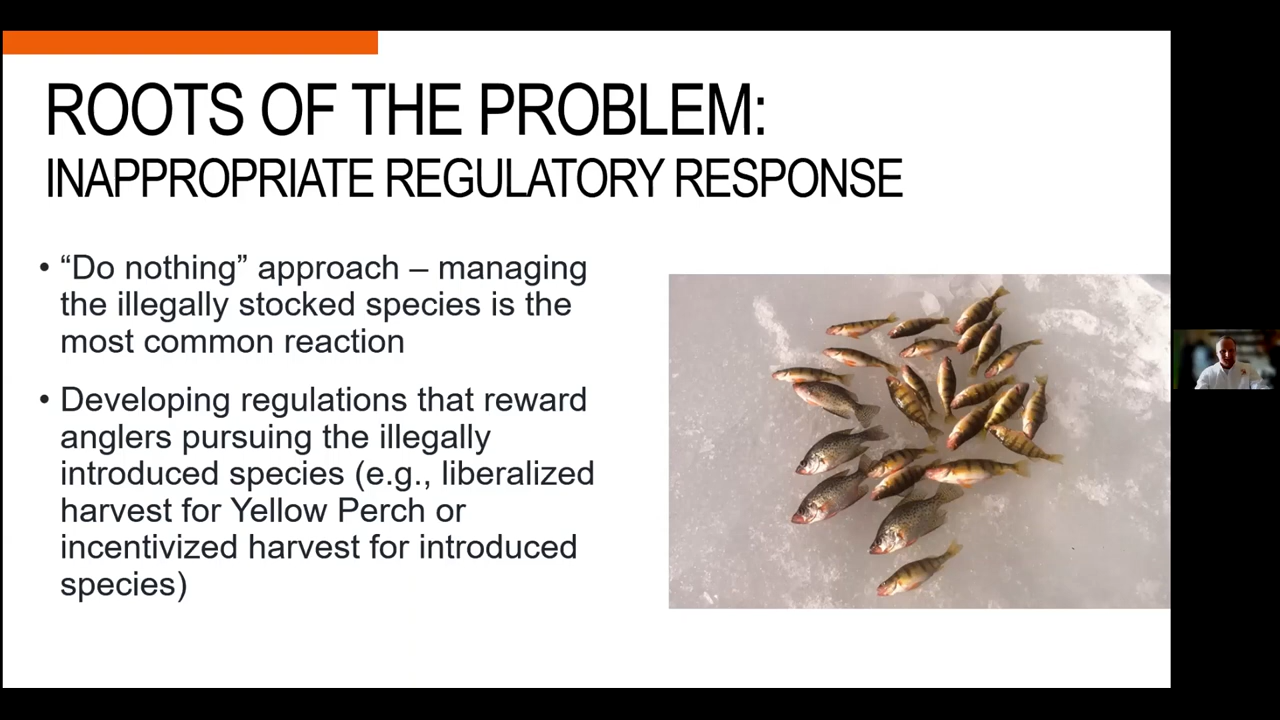 ROOTS OF THE PROBLEM:
INAPPROPRIATE REGULATORY RESPONSE
• “Do nothing” approach – managing
the illegally stocked species is the
most common reaction
• Developing regulations that reward
anglers pursuing the illegally
introduced species (e.g., liberalized
harvest for Yellow Perch or
incentivized harvest for introduced
species)